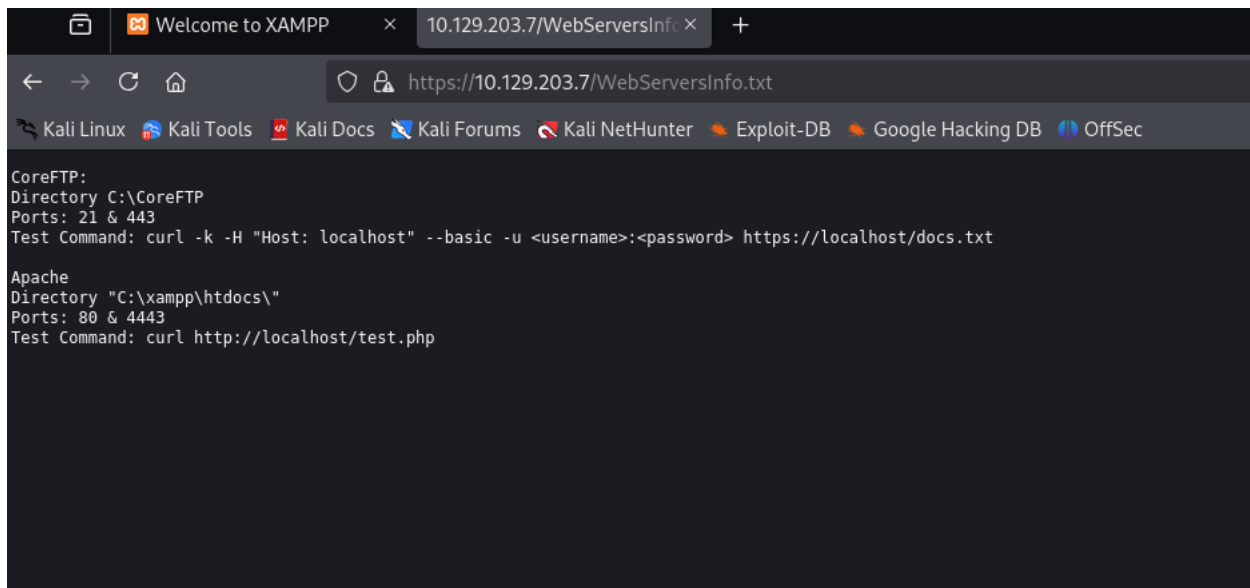 Welcome to XAMPP
10.129.203.7/WebServersInfo
https://10.129.203.7/WebServersInfo.txt
Kali Linux Kali Tools Kali Docs Kali Forums Kali NetHunter Exploit-DB Google Hacking DB OffSec
CoreFTP:
Directory C:\CoreFTP
Ports: 21 & 443
Test Command: curl -k -H "Host: localhost" --basic -u <username>:<password> https://localhost/docs.txt
Apache
Directory "C:\xampp\htdocs\"
Ports: 80 & 4443
Test Command: curl http://localhost/test.php